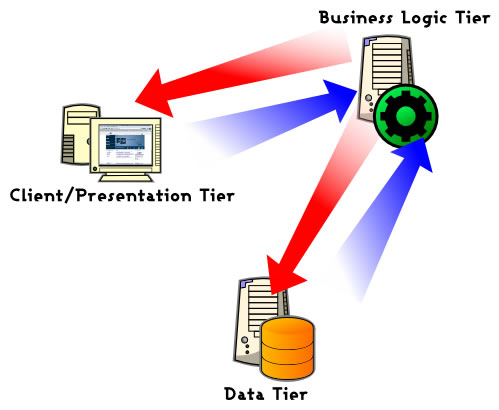 Business Logic Tier
Client/Presentation Tier
Data Tier